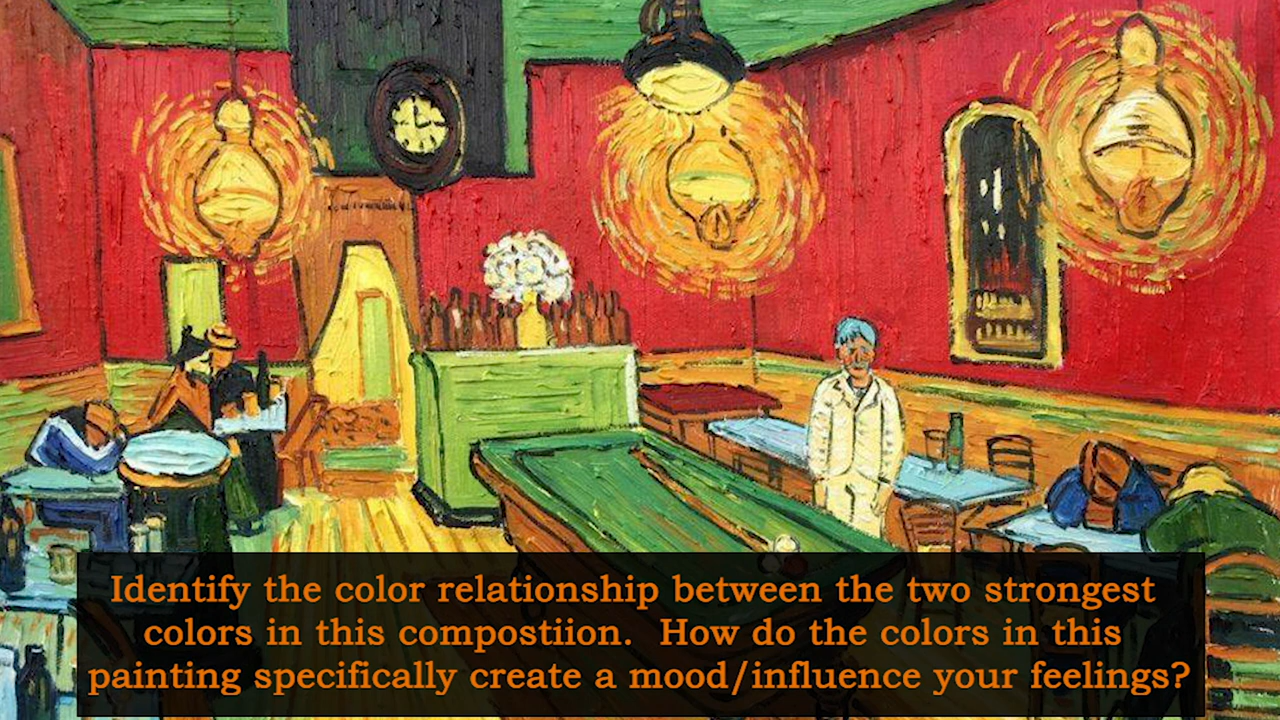 Identify the color relationship between the two strongest
colors in this compostiion.  How do the colors in this
painting specifically create a mood/influence your feelings?